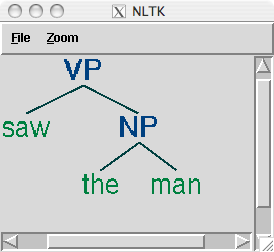 NLTK
File Zoom
VP
saw NP
the man